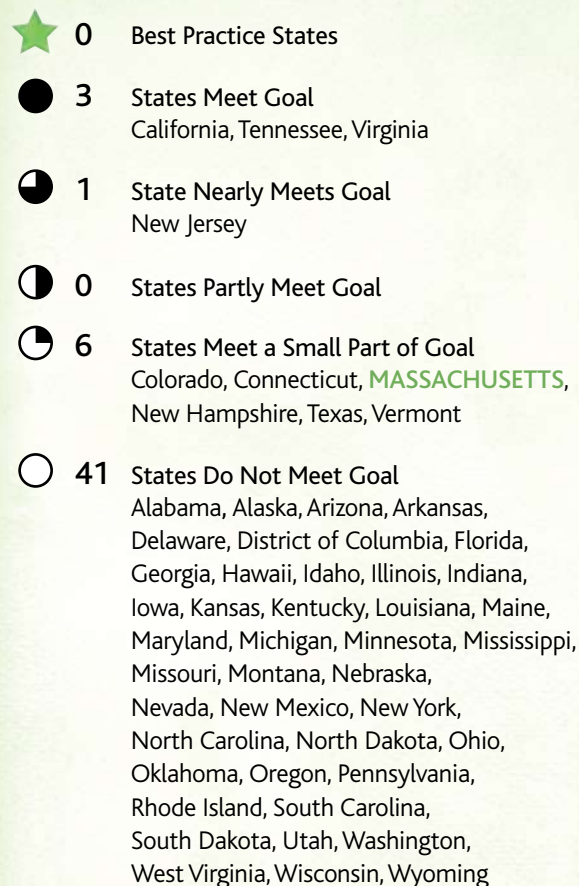 0 Best Practice States
3 States Meet Goal
California, Tennessee, Virginia
1 State Nearly Meets Goal
New Jersey
0 States Partly Meet Goal
6 States Meet a Small Part of Goal
Colorado, Connecticut, MASSACHUSETTS,
New Hampshire, Texas, Vermont
41 States Do Not Meet Goal
Alabama, Alaska, Arizona, Arkansas,
Delaware, District of Columbia, Florida,
Georgia, Hawaii, Idaho, Illinois, Indiana,
Iowa, Kansas, Kentucky, Louisiana, Maine,
Maryland, Michigan, Minnesota, Mississippi,
Missouri, Montana, Nebraska,
Nevada, New Mexico, New York,
North Carolina, North Dakota, Ohio,
Oklahoma, Oregon, Pennsylvania,
Rhode Island, South Carolina,
South Dakota, Utah, Washington,
West Virginia, Wisconsin, Wyoming